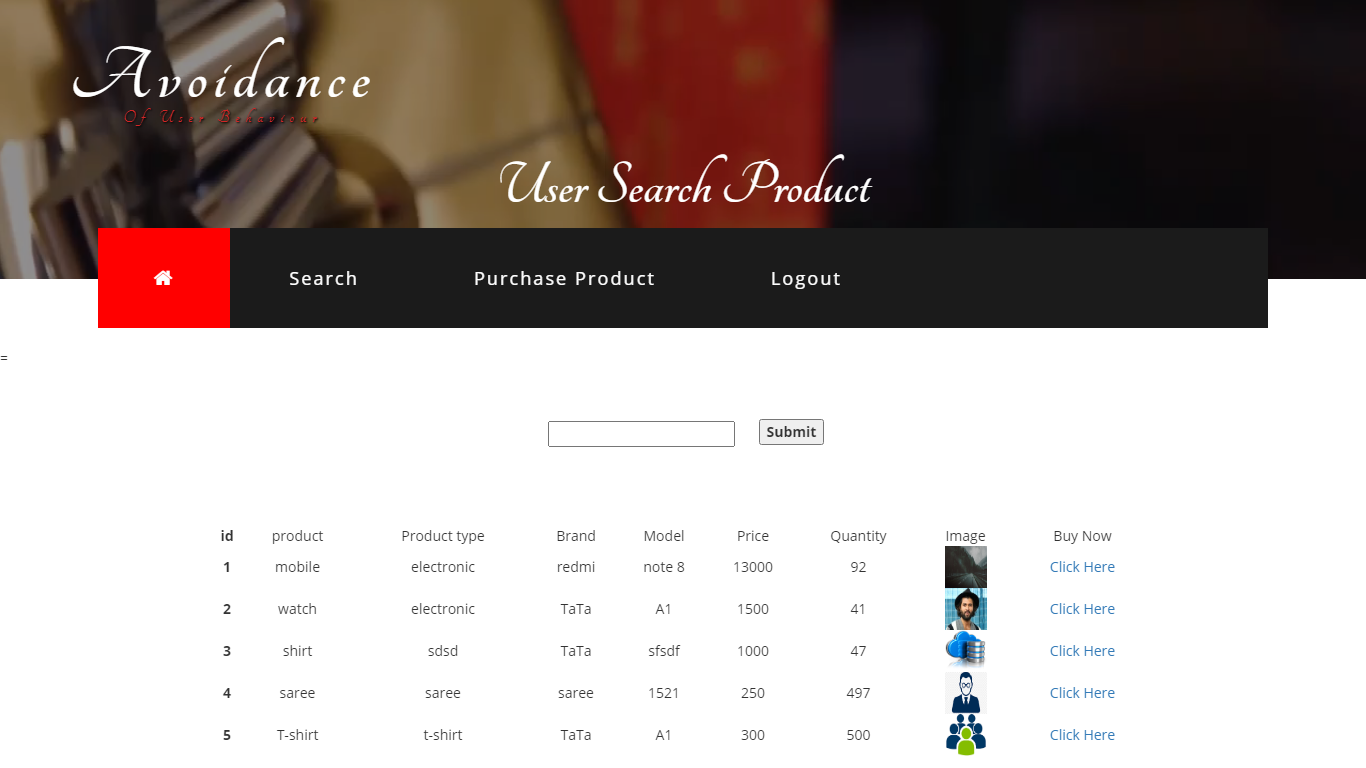 Avoidance
Of User Behaviour
User Search Product
Search Purchase Product Logout
=
Submit
id product Product type Brand Model Price Quantity Image Buy Now
1 mobile electronic redmi note 8 13000 92 Click Here
2 watch electronic TaTa A1 1500 41 Click Here
3 shirt sdsd TaTa sfsdf 1000 47 Click Here
4 saree saree saree 1521 250 497 Click Here
5 T-shirt t-shirt TaTa A1 300 500 Click Here